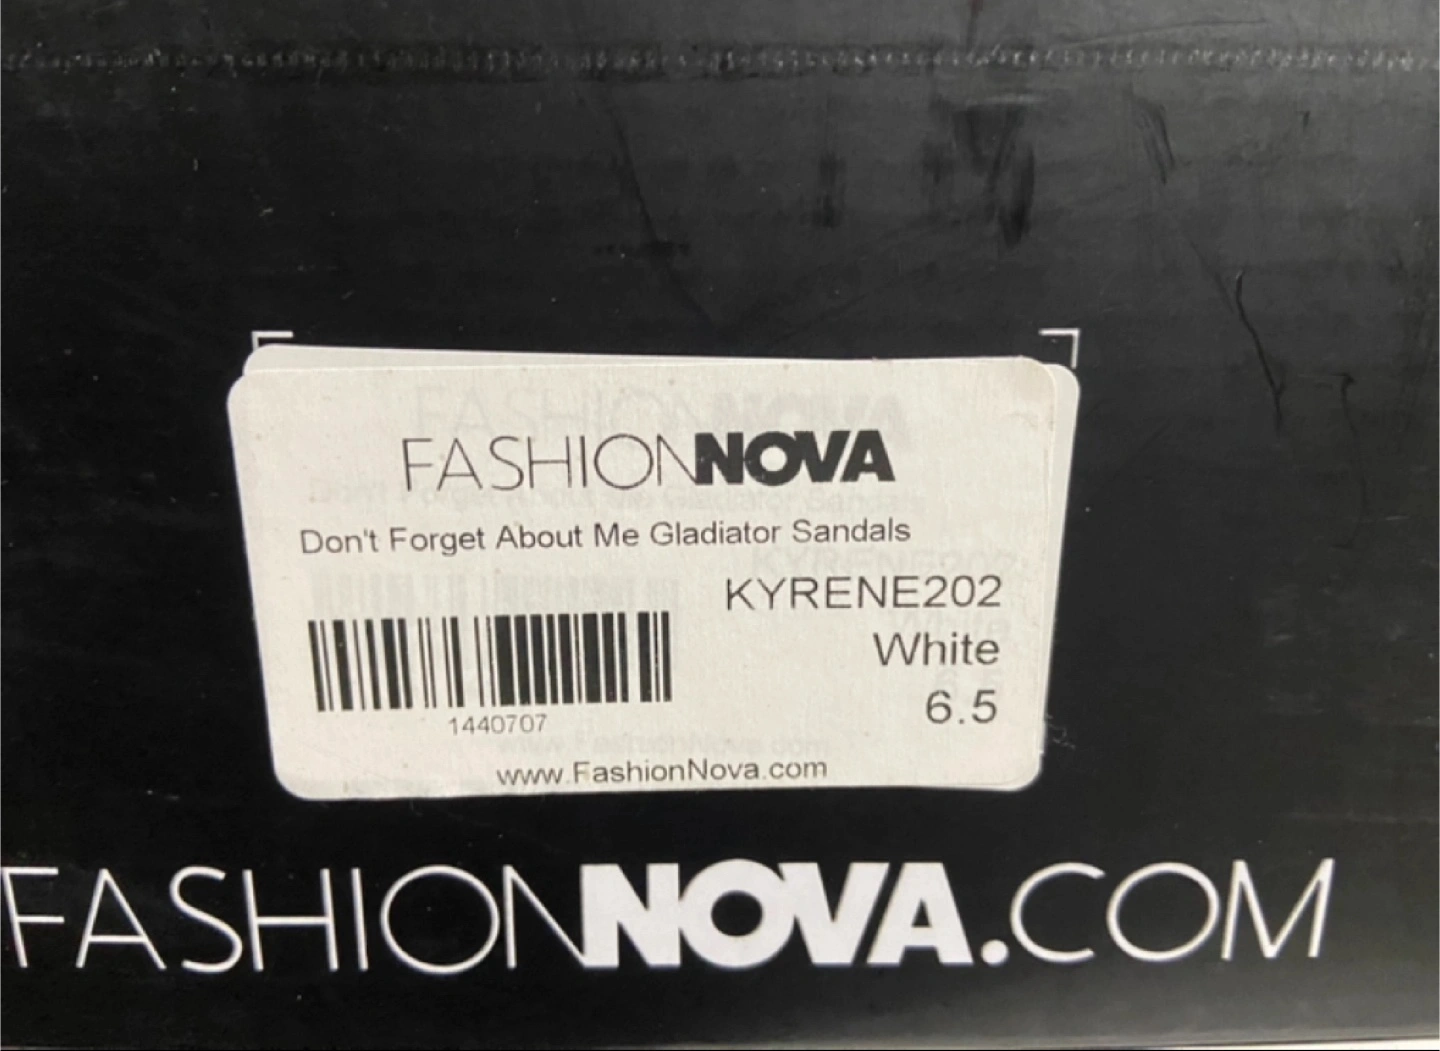 FASHIONNOVA
Don't Forget About Me Gladiator Sandals
KYRENE202
White
6.5
1440707
www.FashionNova.com
FASHIONNOVA.COM